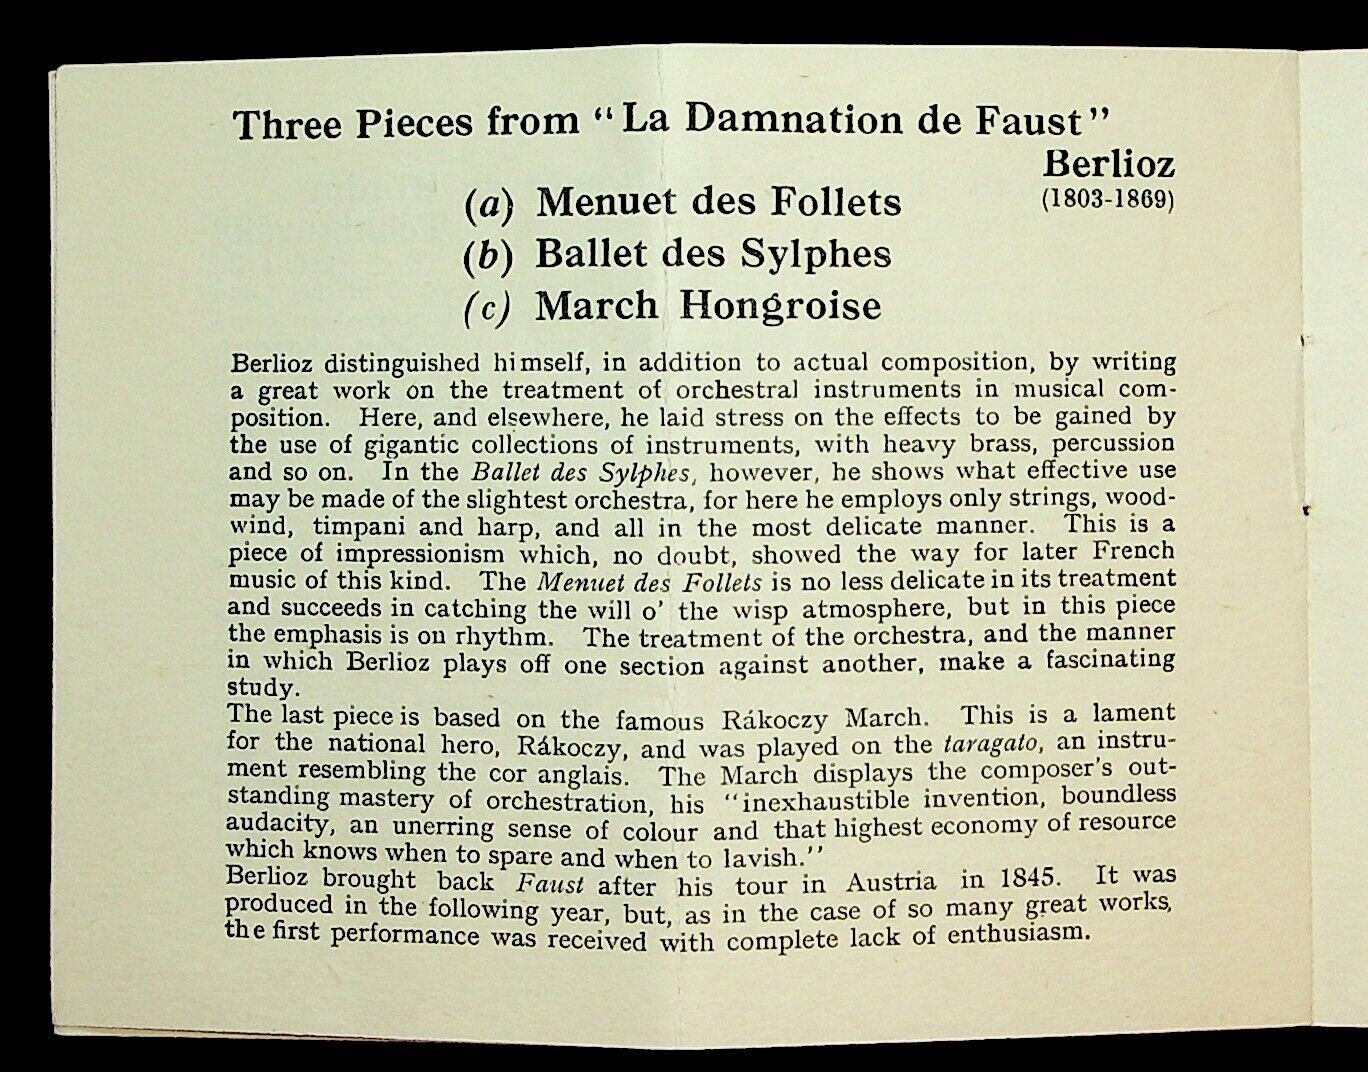 Three Pieces from “La Damnation de Faust”
Berlioz
(a) Menuet des Follets
(1803-1869)
(b) Ballet des Sylphes
(c) March Hongroise
Berlioz distinguished himself, in addition to actual composition, by writing
a great work on the treatment of orchestral instruments in musical com-
position. Here, and elsewhere, he laid stress on the effects to be gained by
the use of gigantic collections of instruments, with heavy brass, percussion
and so on. In the Ballet des Sylphes, however, he shows what effective use
may be made of the slightest orchestra, for here he employs only strings, wood-
wind, timpani and harp, and all in the most delicate manner. This is a
piece of impressionism which, no doubt, showed the way for later French
music of this kind. The Menuet des Follets is no less delicate in its treatment
and succeeds in catching the will o’ the wisp atmosphere, but in this piece
the emphasis is on rhythm. The treatment of the orchestra, and the manner
in which Berlioz plays off one section against another, make a fascinating
study.
The last piece is based on the famous Rákoczy March. This is a lament
for the national hero, Rákoczy, and was played on the taragato, an instru-
ment resembling the cor anglais. The March displays the composer’s out-
standing mastery of orchestration, his “inexhaustible invention, boundless
audacity, an unerring sense of colour and that highest economy of resource
which knows when to spare and when to lavish.”
Berlioz brought back Faust after his tour in Austria in 1845. It was
produced in the following year, but, as in the case of so many great works,
the first performance was received with complete lack of enthusiasm.